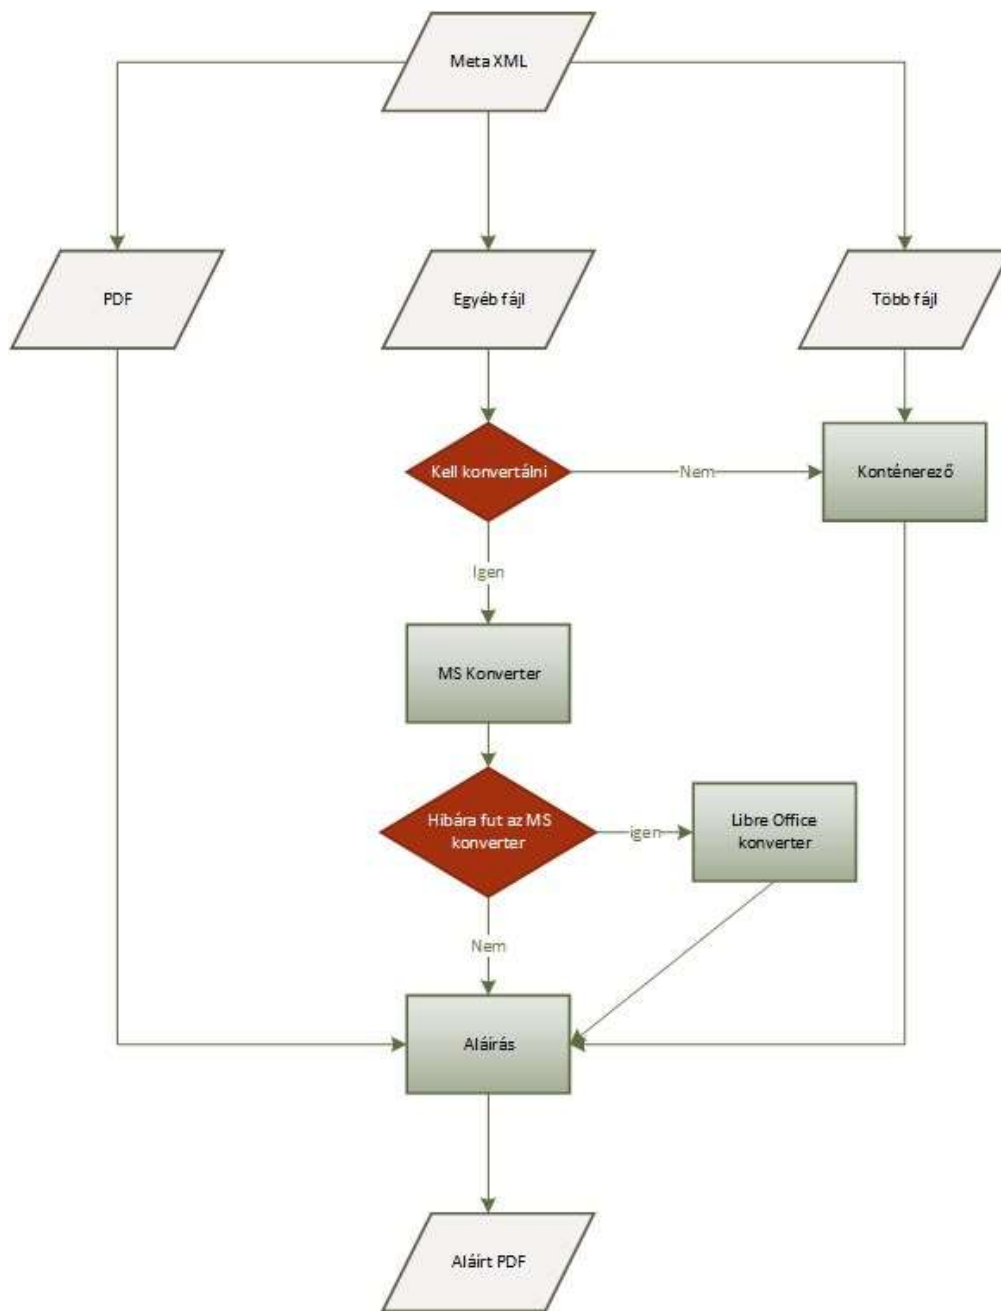 Meta XML
PDF
Egyéb fájl
Több fájl
Kell konvertálni
Nem
Konténerező
Igen
MS Konverter
Hibára fut az MS
konverter
igen
Libre Office
konverter
Nem
Aláírás
Aláírt PDF